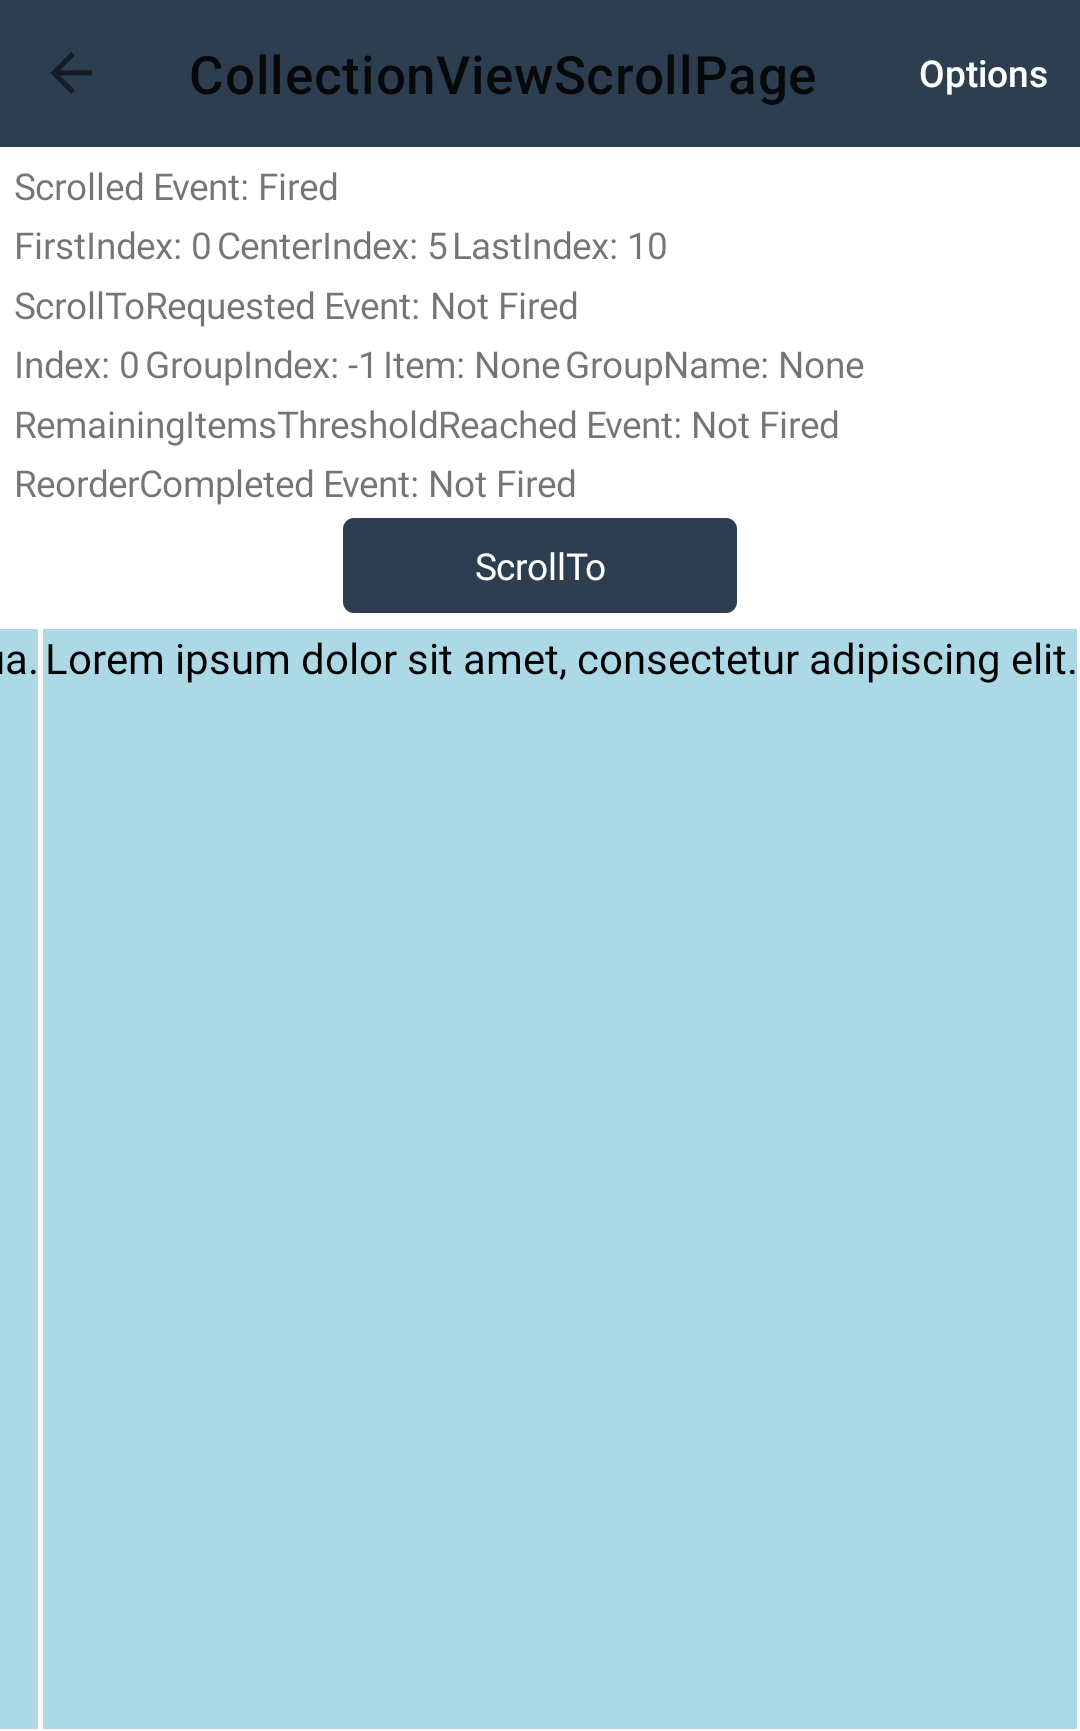 CollectionViewScrollPage Options
Scrolled Event: Fired
FirstIndex: 0 CenterIndex: 5 LastIndex: 10
ScrollToRequested Event: Not Fired
Index: 0 GroupIndex: -1 Item: None GroupName: None
RemainingItemsThresholdReached Event: Not Fired
ReorderCompleted Event: Not Fired
ScrollTo
a. Lorem ipsum dolor sit amet, consectetur adipiscing elit.